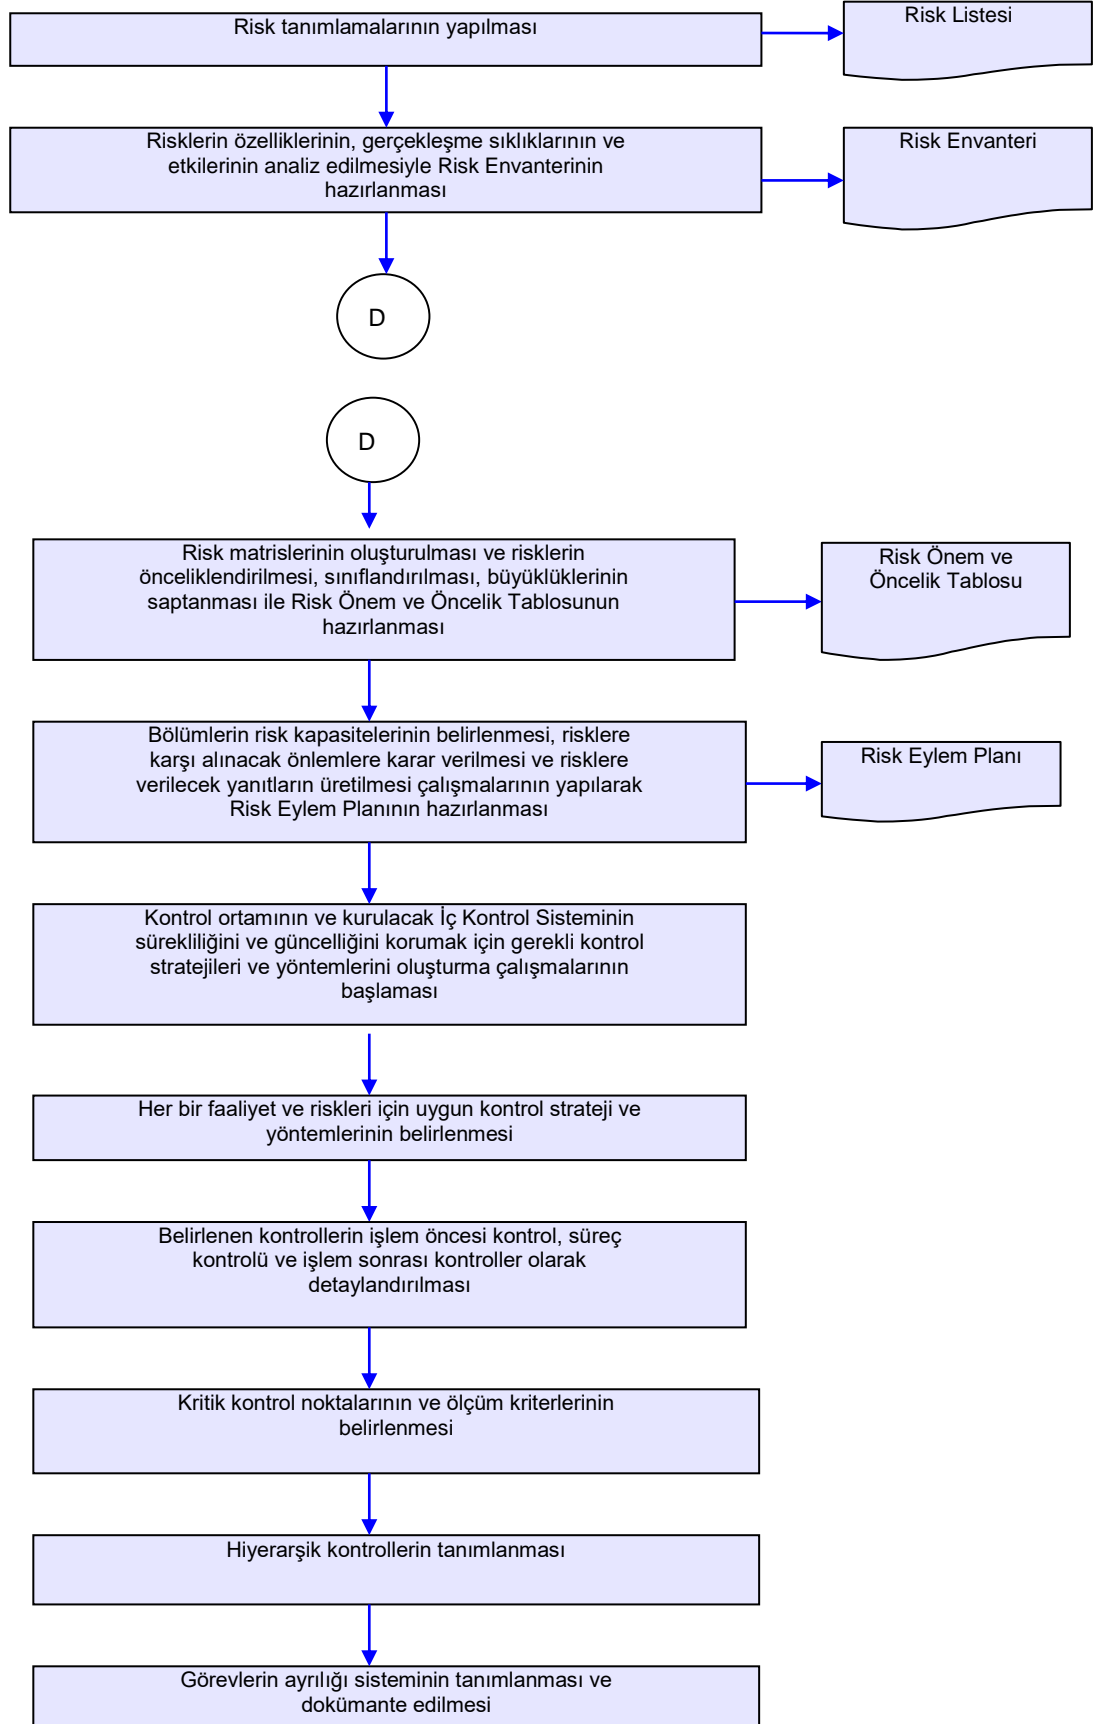 Risk tanımlamalarının yapılması
Risk Listesi
Risklerin özelliklerinin, gerçekleşme sıklıklarının ve
etkilerinin analiz edilmesiyle Risk Envanterinin
hazırlanması
Risk Envanteri
D
D
Risk matrislerinin oluşturulması ve risklerin
önceliklendirilmesi, sınıflandırılması, büyüklüklerinin
saptanması ile Risk Önem ve Öncelik Tablosunun
hazırlanması
Risk Önem ve
Öncelik Tablosu
Bölümlerin risk kapasitelerinin belirlenmesi, risklere
karşı alınacak önlemlere karar verilmesi ve risklere
verilecek yanıtların üretilmesi çalışmalarının yapılarak
Risk Eylem Planının hazırlanması
Risk Eylem Planı
Kontrol ortamının ve kurulacak İç Kontrol Sisteminin
sürekliliğini ve güncelliğini korumak için gerekli kontrol
stratejileri ve yöntemlerini oluşturma çalışmalarının
başlaması
Her bir faaliyet ve riskleri için uygun kontrol strateji ve
yöntemlerinin belirlenmesi
Belirlenen kontrollerin işlem öncesi kontrol, süreç
kontrolü ve işlem sonrası kontroller olarak
detaylandırılması
Kritik kontrol noktalarının ve ölçüm kriterlerinin
belirlenmesi
Hiyerarşik kontrollerin tanımlanması
Görevlerin ayrılığı sisteminin tanımlanması ve
dokümante edilmesi